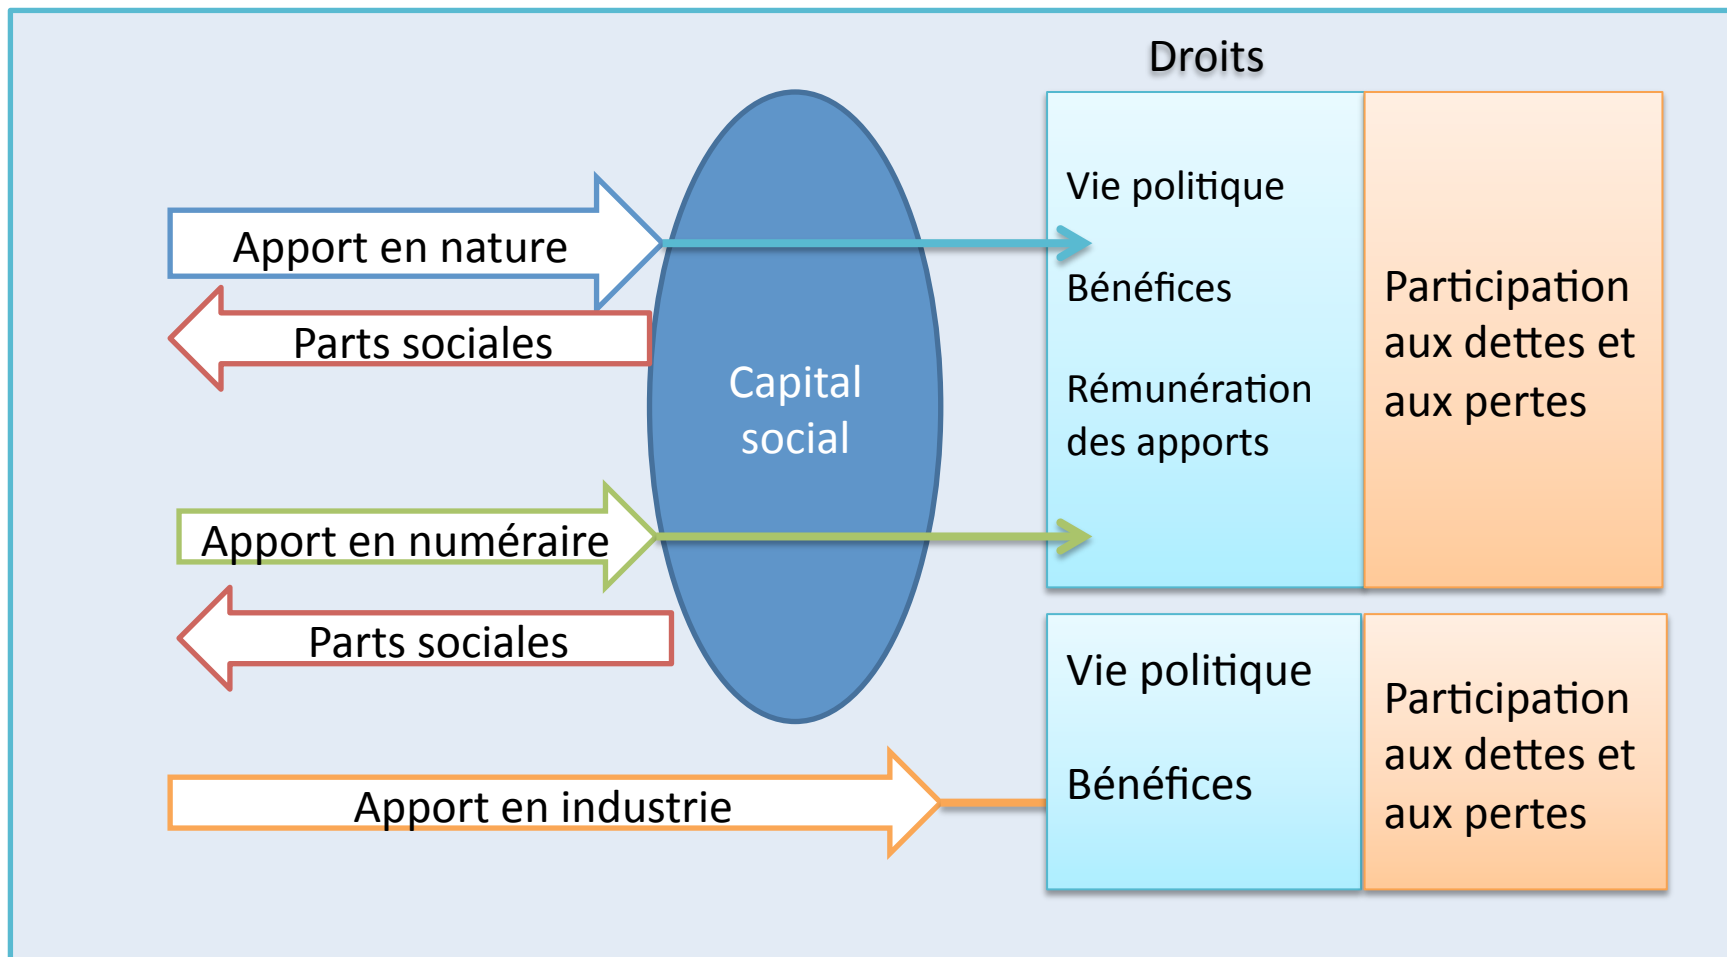 Droits
Apport en nature
Parts sociales
Apport en numéraire
Parts sociales
Apport en industrie
Capital
social
Vie politique
Bénéfices
Rémunération
des apports
Participation
aux dettes et
aux pertes
Vie politique
Bénéfices
Participation
aux dettes et
aux pertes